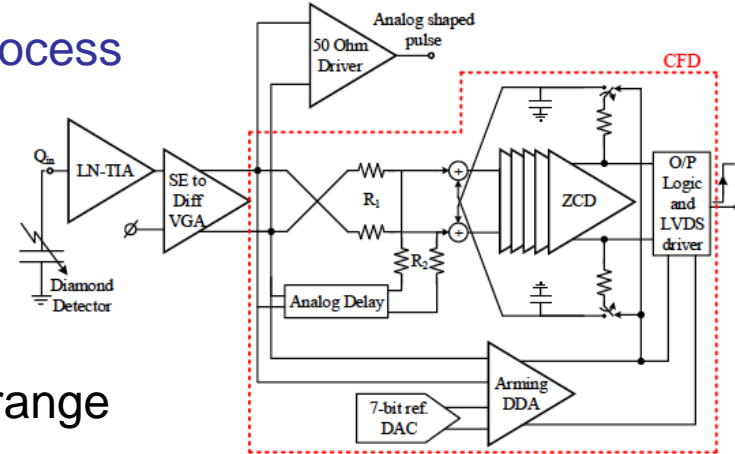 ocess
Analog shaped
pulse
50 Ohm
Driver
CFD
Qin
LN-TIA
SE to
Diff
VGA
R1
ZCD
O/P
Logic
and
LVDS
driver
R2
Diamond
Detector
Analog Delay
Arming
DDA
7-bit ref.
DAC
range